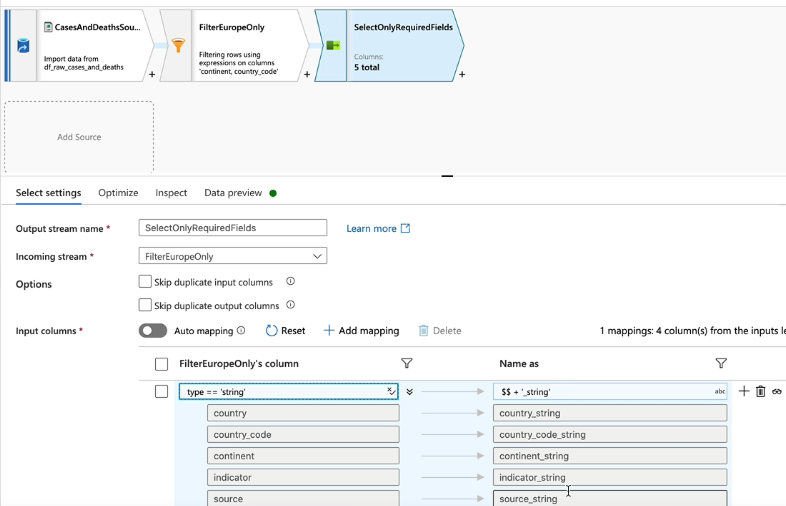 CasesAndDeathsSou...
Import data from
df_raw_cases_and_deaths
+
FilterEuropeOnly
Filtering rows using
expressions on columns
'continent, country_code'
+
SelectOnlyRequiredFields
Columns:
5 total
+
Add Source
Select settings Optimize Inspect Data preview
Output stream name * SelectOnlyRequiredFields Learn more
Incoming stream * FilterEuropeOnly
Options Skip duplicate input columns
Skip duplicate output columns
Input columns * Auto mapping Reset + Add mapping Delete 1 mappings: 4 column(s) from the inputs le
FilterEuropeOnly's column Name as
type == 'string' $$ + '_string' abc
country country_string
country_code country_code_string
continent continent_string
indicator indicator_string
source source_string